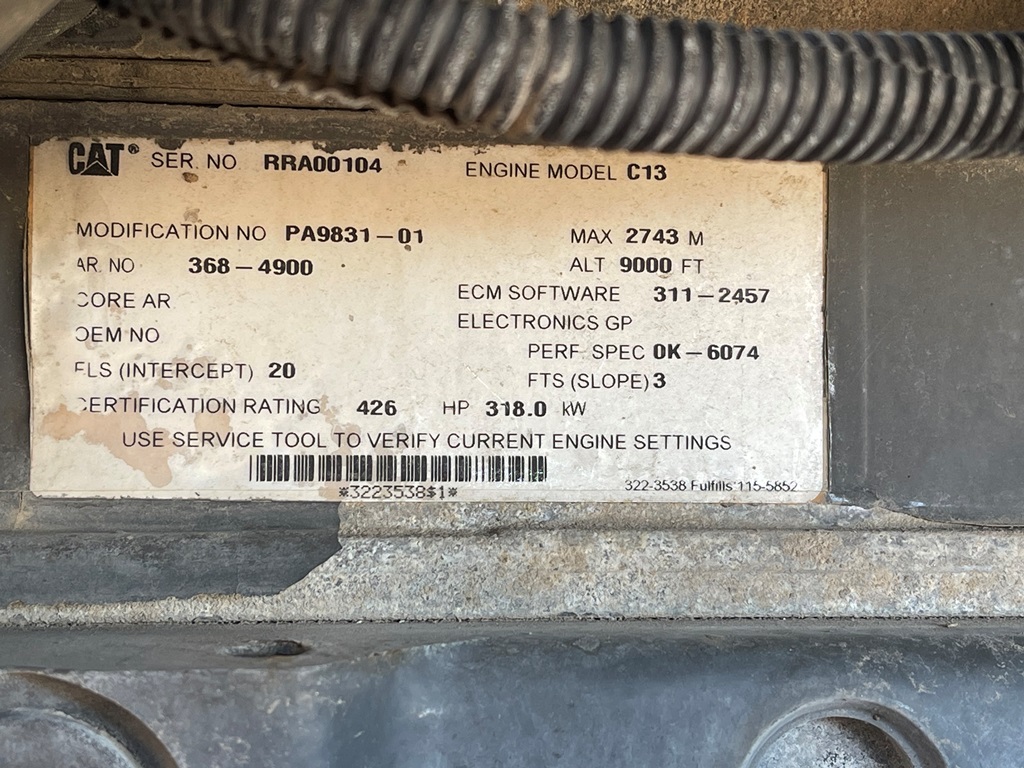 CAT® SER. NO. RRA00104 ENGINE MODEL C13
MODIFICATION NO PA9831-01 MAX 2743 M
AR. NO 368-4900 ALT 9000 FT
CORE AR ECM SOFTWARE 311-2457
OEM NO ELECTRONICS GP
PERF. SPEC 0K-6074
FLS (INTERCEPT) 20 FTS (SLOPE) 3
CERTIFICATION RATING 426 HP 318.0 kW
USE SERVICE TOOL TO VERIFY CURRENT ENGINE SETTINGS
*3223538$1* 322-3538 Fulfills 115-5852